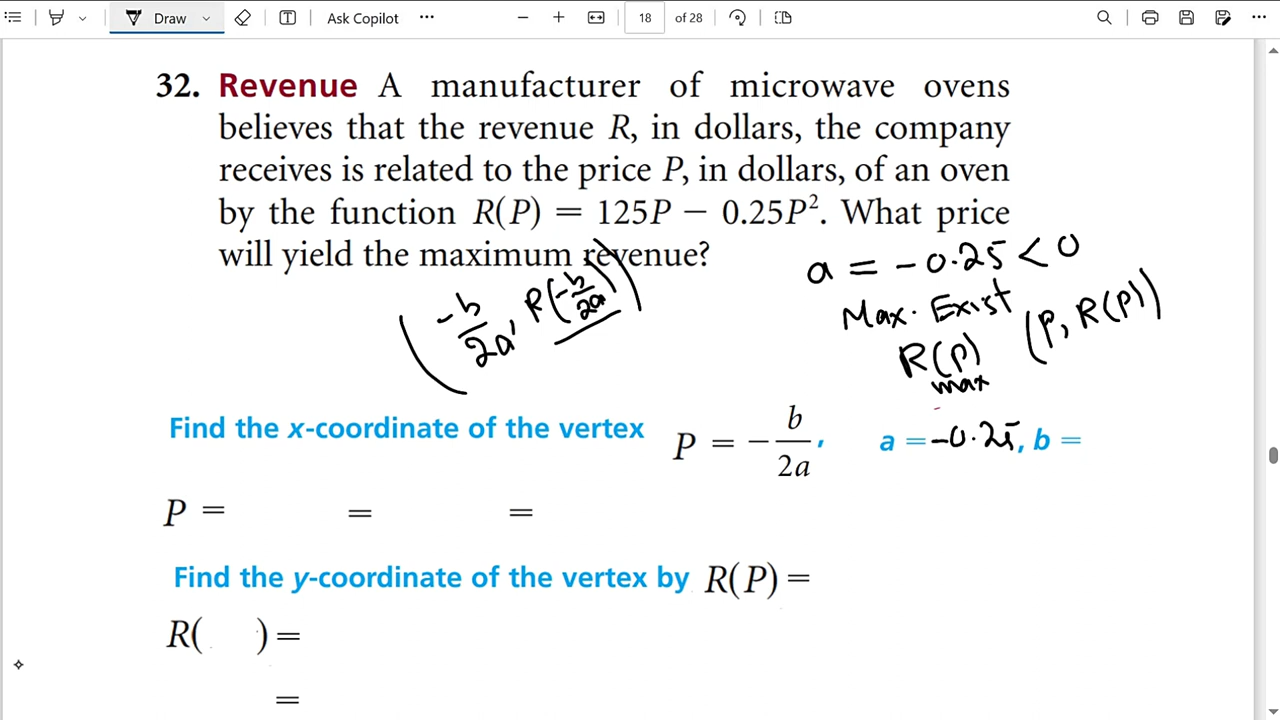 Draw Ask Copilot ... 18 of 28 ...
32. Revenue A manufacturer of microwave ovens
believes that the revenue R, in dollars, the company
receives is related to the price P, in dollars, of an oven
by the function R(P) = 125P − 0.25P². What price
will yield the maximum revenue?
a = -0.25 < 0
Max. Exist
(-b/2a, R(-b/2a))
R(p) (p, R(p))
max
Find the x-coordinate of the vertex P = −b/2a, a = -0.25, b =
P = = =
Find the y-coordinate of the vertex by R(P) =
R( ) =
=